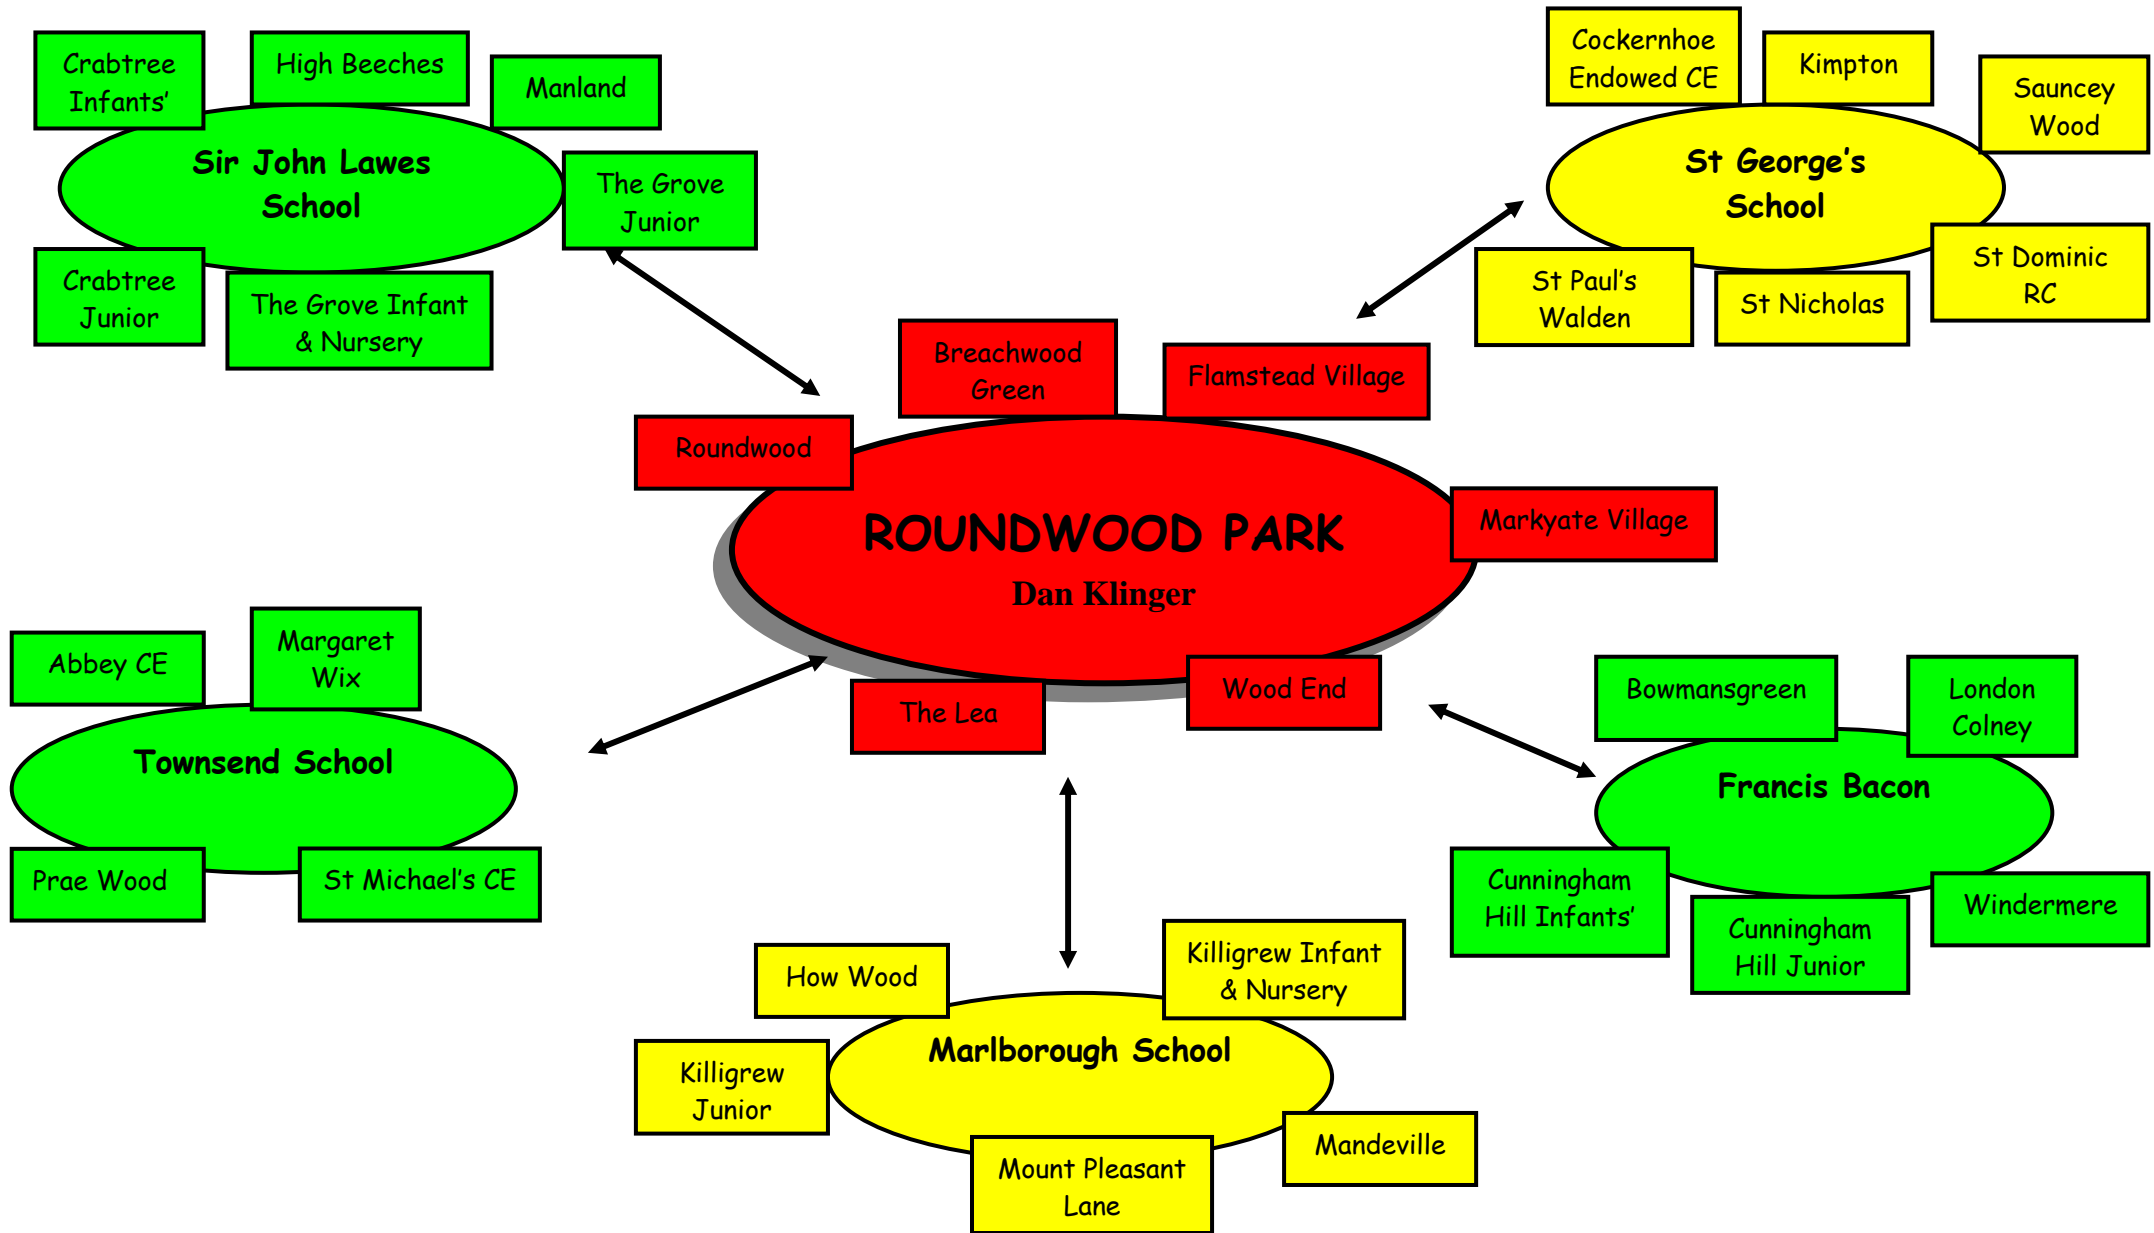 Crabtree
Infants’
High Beeches
Manland
Sir John Lawes
School
The Grove
Junior
Crabtree
Junior
The Grove Infant
& Nursery
Cockernhoe
Endowed CE
Kimpton
Sauncey
Wood
St George’s
School
St Paul’s
Walden
St Nicholas
St Dominic
RC
Breachwood
Green
Flamstead Village
Roundwood
ROUNDWOOD PARK
Dan Klinger
Markyate Village
The Lea
Wood End
Abbey CE
Margaret
Wix
Townsend School
Prae Wood
St Michael’s CE
Bowmansgreen
London
Colney
Francis Bacon
Cunningham
Hill Infants’
Cunningham
Hill Junior
Windermere
How Wood
Killigrew Infant
& Nursery
Marlborough School
Killigrew
Junior
Mount Pleasant
Lane
Mandeville